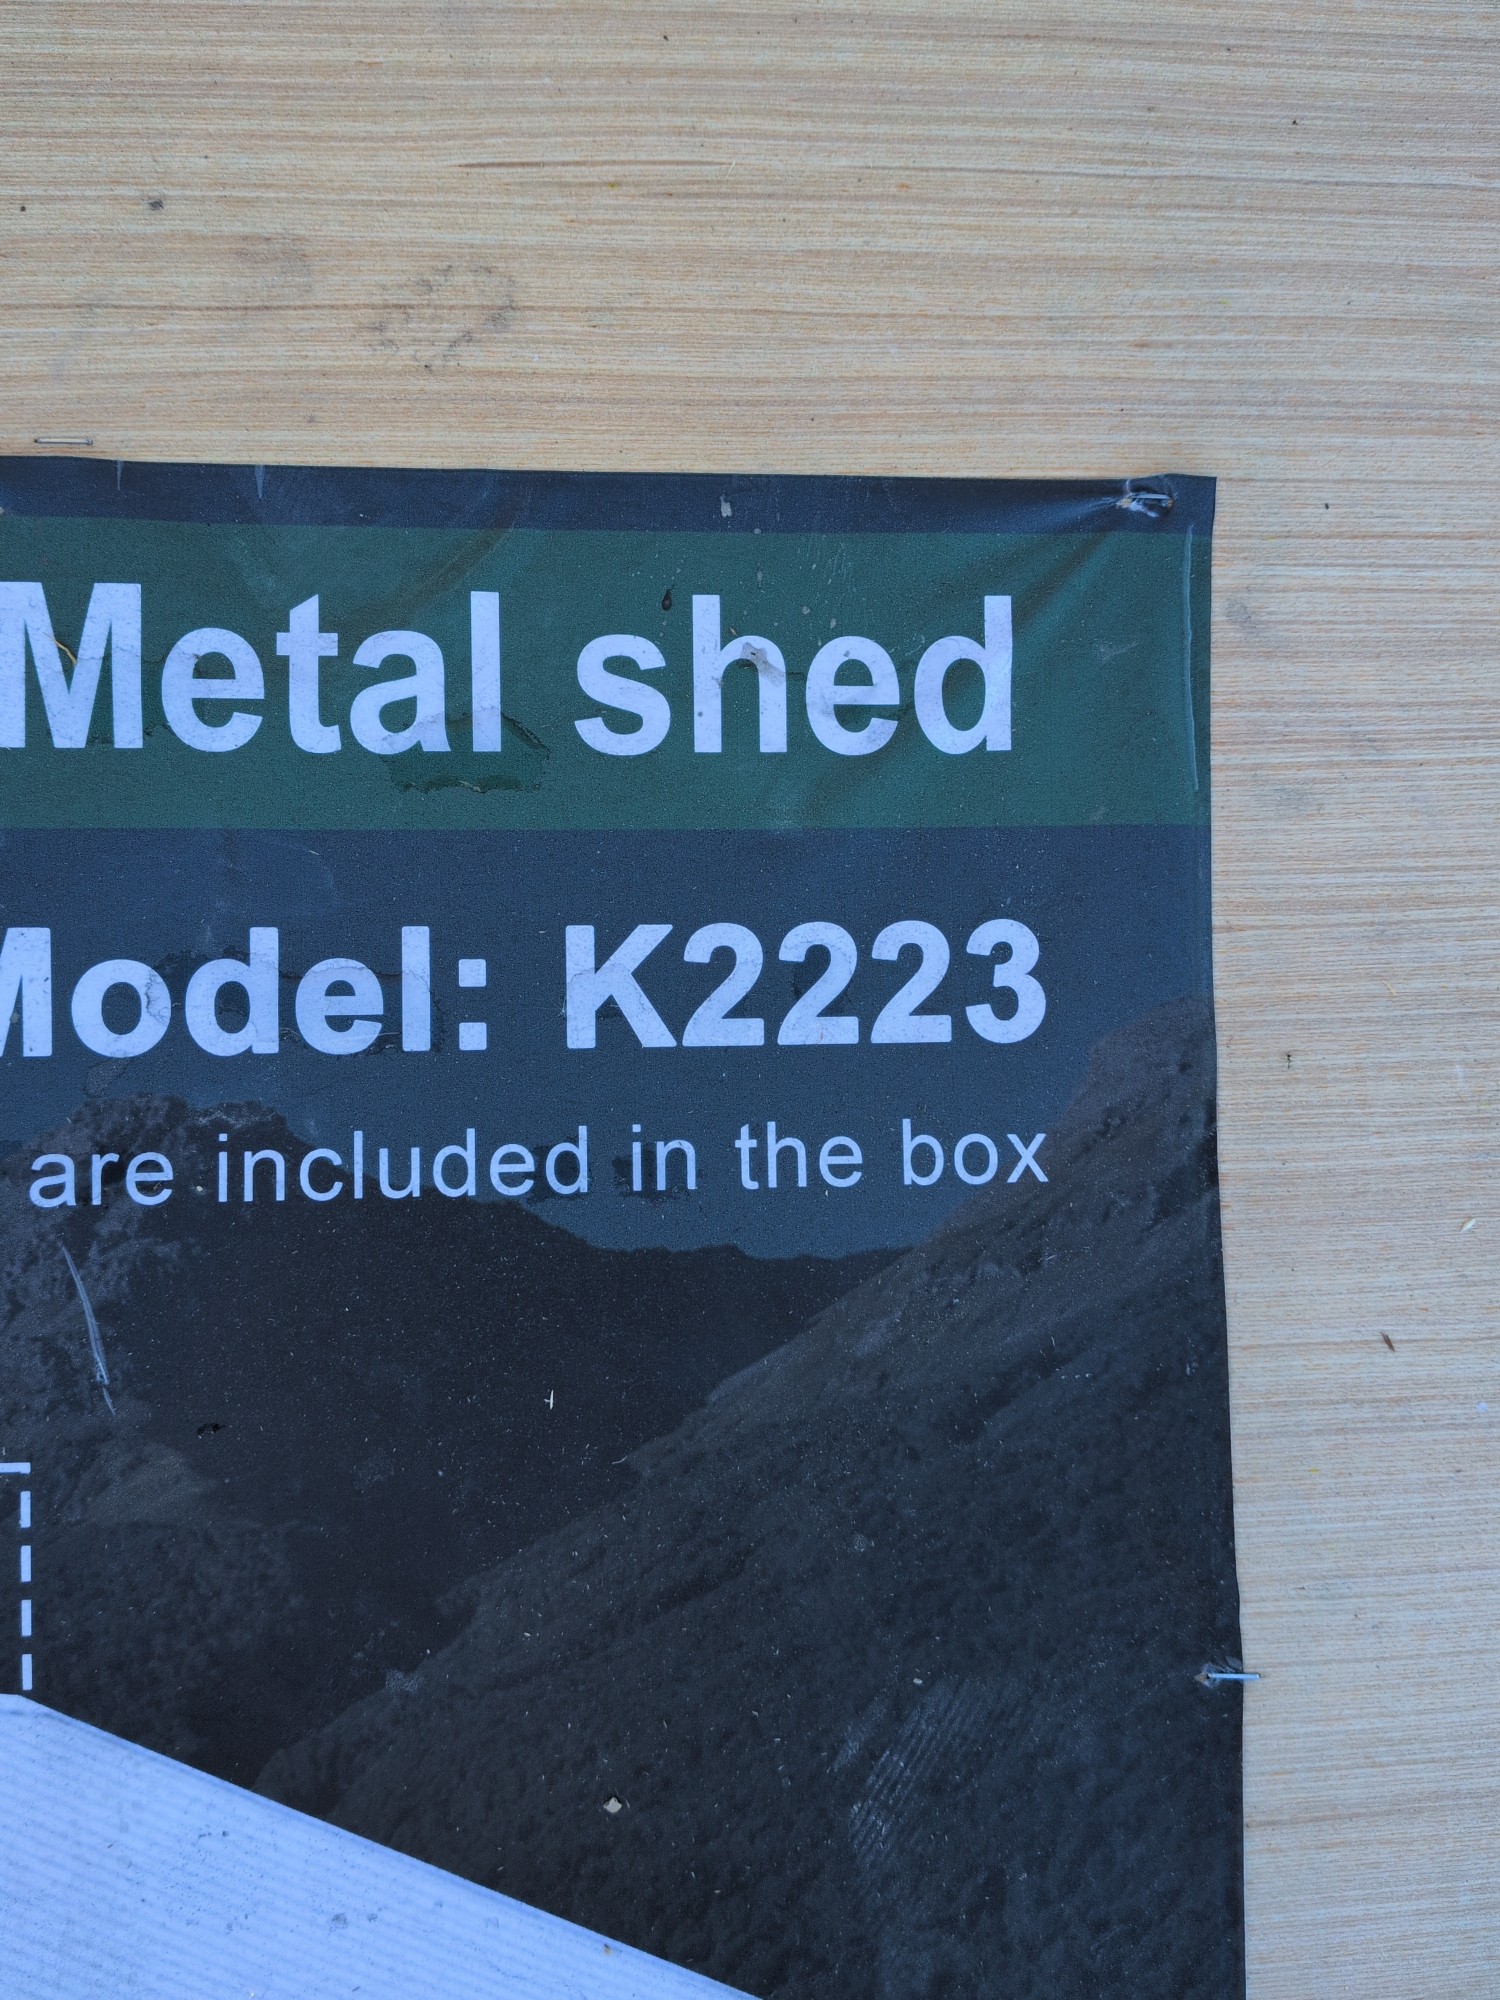 Metal shed
Model: K2223
are included in the box